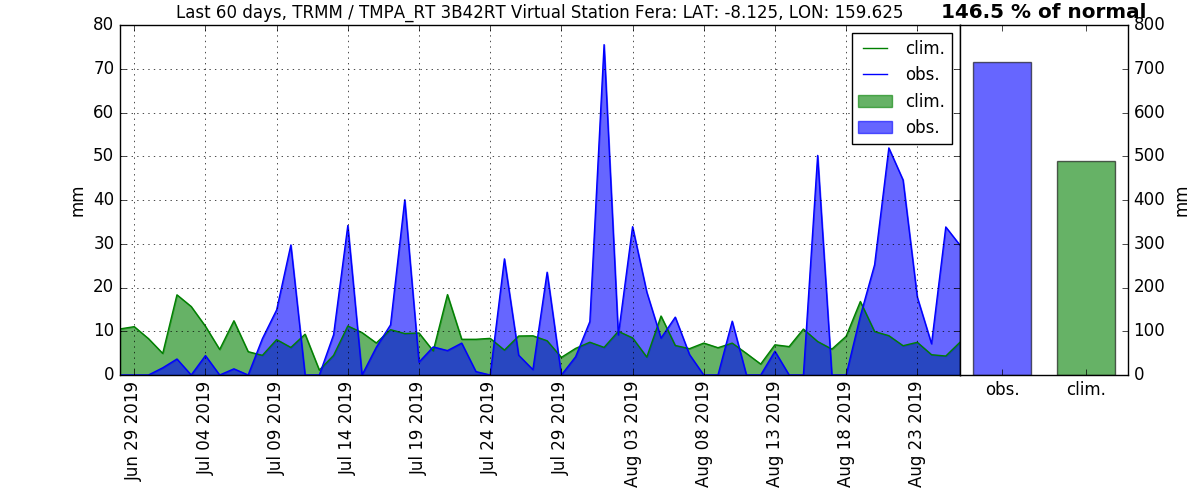 Last 60 days, TRMM / TMPA_RT 3B42RT Virtual Station Fera: LAT: -8.125, LON: 159.625
146.5 % of normal
80
70
60
50
40
30
20
10
0
mm
clim.
obs.
clim.
obs.
800
700
600
500
400
300
200
100
0
mm
Jun 29 2019
Jul 04 2019
Jul 09 2019
Jul 14 2019
Jul 19 2019
Jul 24 2019
Jul 29 2019
Aug 03 2019
Aug 08 2019
Aug 13 2019
Aug 18 2019
Aug 23 2019
obs.
clim.